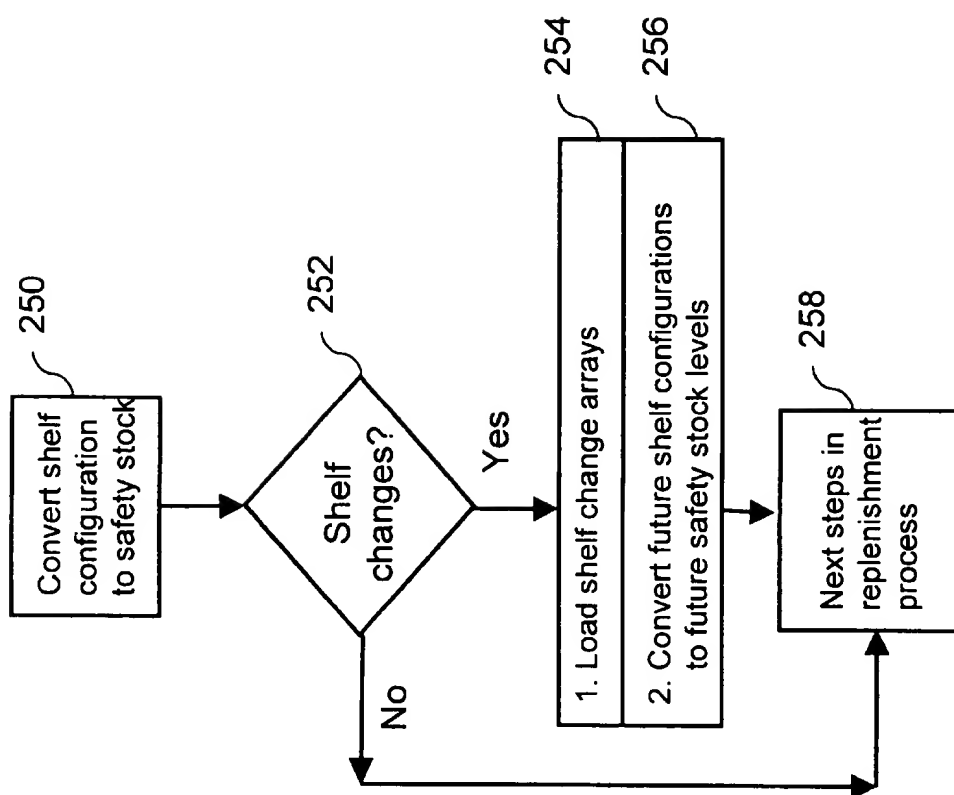 250
Convert shelf
configuration
to safety stock
252
Shelf
changes?
Yes
No
254
1. Load shelf change arrays
256
2. Convert future shelf configurations
to future safety stock levels
258
Next steps in
replenishment
process